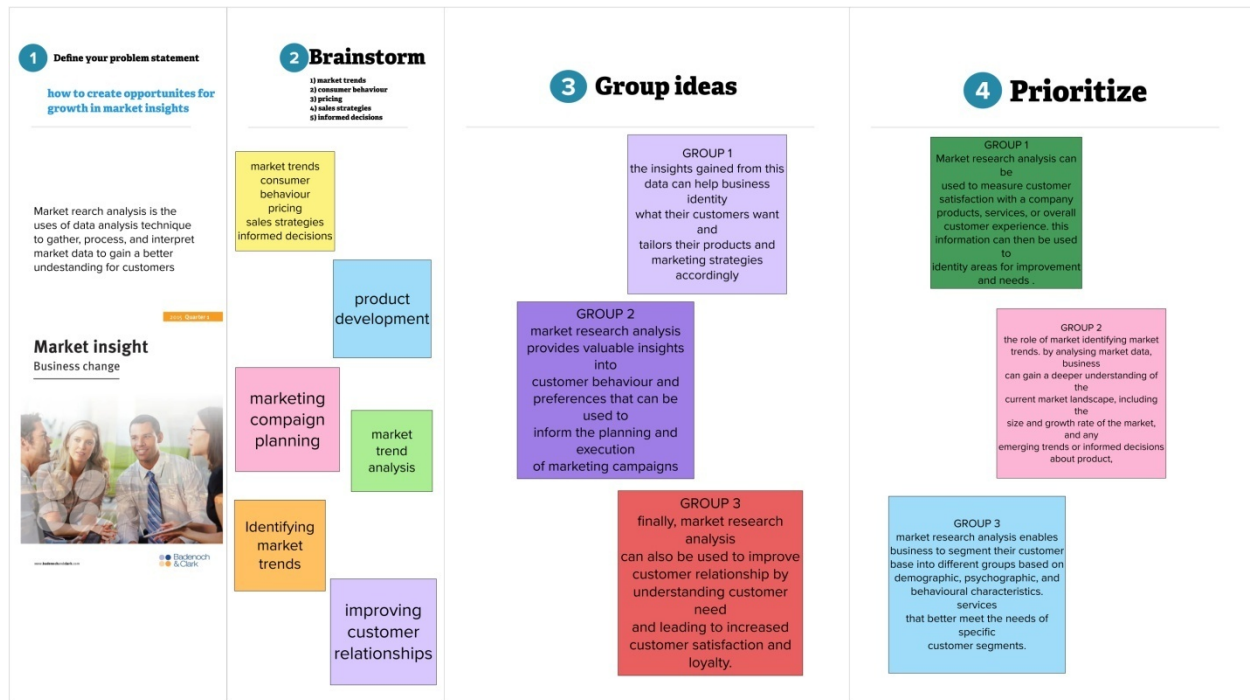 1 Define your problem statement
how to create opportunites for
growth in market insights
Market rearch analysis is the
uses of data analysis technique
to gather, process, and interpret
market data to gain a better
undestanding for customers
Quarter 1
Market insight
Business change
Badenoch
& Clark
2 Brainstorm
1) market trends
2) consumer behaviour
3) pricing
4) sales strategies
5) informed decisions
market trends
consumer
behaviour
pricing
sales strategies
informed decisions
product
development
marketing
compaign
planning
market
trend
analysis
Identifying
market
trends
improving
customer
relationships
3 Group ideas
GROUP 1
the insights gained from this
data can help business
identity
what their customers want
and
tailors their products and
marketing strategies
accordingly
GROUP 2
market research analysis
provides valuable insights
into
customer behaviour and
preferences that can be
used to
inform the planning and
execution
of marketing campaigns
GROUP 3
finally, market research
analysis
can also be used to improve
customer relationship by
understanding customer
need
and leading to increased
customer satisfaction and
loyalty.
4 Prioritize
GROUP 1
Market research analysis can
be
used to measure customer
satisfaction with a company
products, services, or overall
customer experience. this
information can then be used
to
identity areas for improvement
and needs .
GROUP 2
the role of market identifying market
trends. by analysing market data,
business
can gain a deeper understanding of
the
current market landscape, including
the
size and growth rate of the market,
and any
emerging trends or informed decisions
about product,
GROUP 3
market research analysis enables
business to segment their customer
base into different groups based on
demographic, psychographic, and
behavioural characteristics.
services
that better meet the needs of
specific
customer segments.